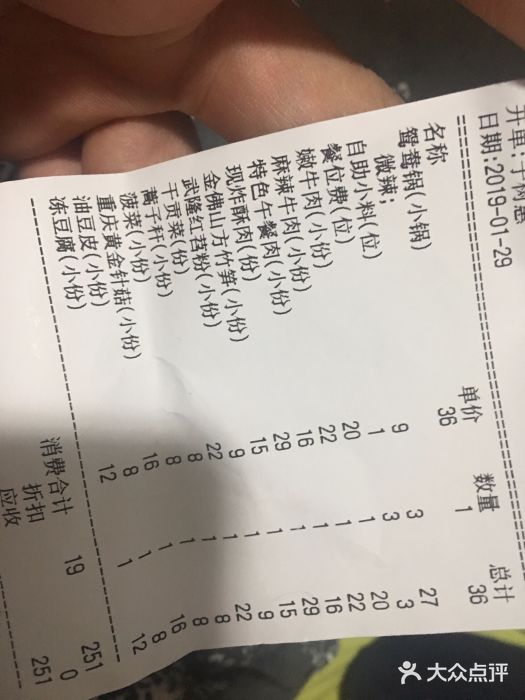 日期:2019-01-29
名称 单价 数量 总计
鸳鸯锅(小锅) 36 1 36
微辣;
自助小料(位) 9 3 27
餐位费(位) 1 3 3
嫩牛肉(小份) 20 1 20
麻辣牛肉(小份) 22 1 22
特色午餐肉(小份) 16 1 16
现炸酥肉(份) 29 1 29
金佛山方竹笋(小份) 15 1 15
武隆红苕粉(小份) 9 1 9
干贡菜(份) 22 1 22
蒿子秆(小份) 8 1 8
菠菜(小份) 8 1 8
重庆黄金针菇(小份) 16 1 16
油豆皮(小份) 8 1 8
冻豆腐(小份) 12 1 12
消费合计 19 251
折扣 0
应收 251
大众点评